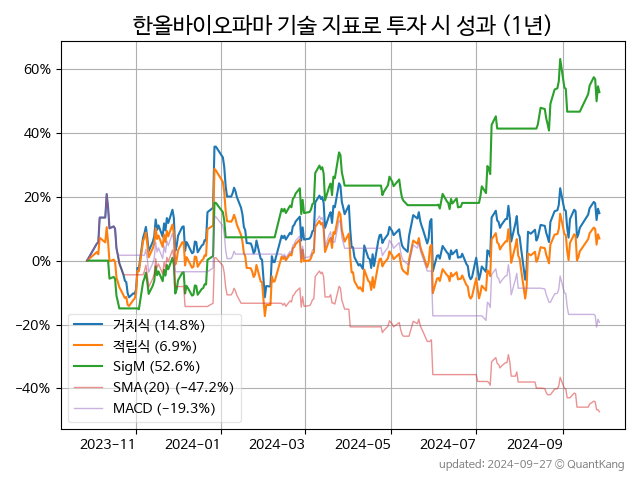 한올바이오파마 기술 지표로 투자 시 성과 (1년)
60%
40%
20%
0%
−20%
−40%
거치식 (14.8%)
적립식 (6.9%)
SigM (52.6%)
SMA(20) (−47.2%)
MACD (−19.3%)
2023-11 2024-01 2024-03 2024-05 2024-07 2024-09
updated: 2024-09-27 © QuantKang